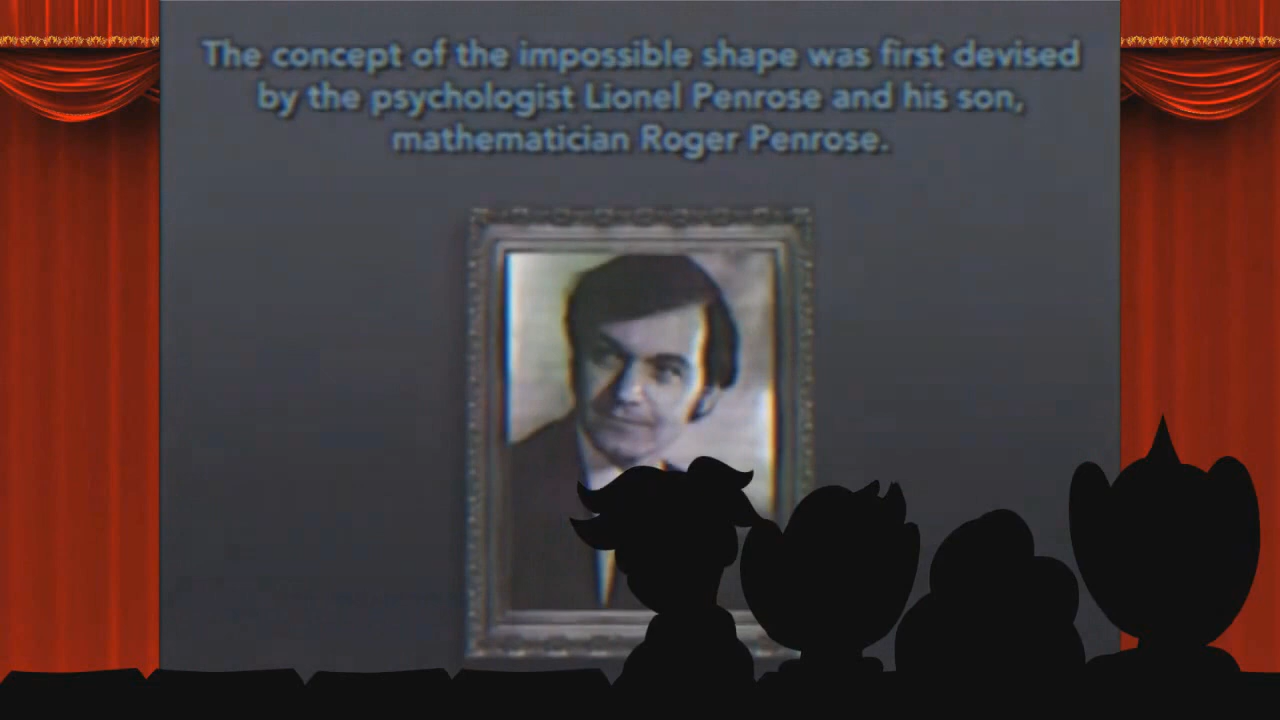 The concept of the impossible shape was first devised
by the psychologist Lionel Penrose and his son,
mathematician Roger Penrose.